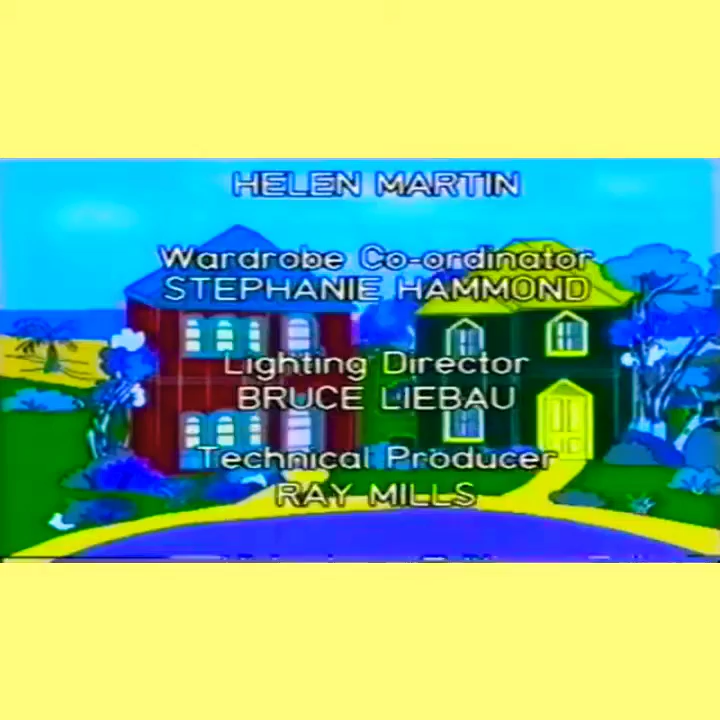 HELEN MARTIN
Wardrobe Co-ordinator
STEPHANIE HAMMOND
Lighting Director
BRUCE LIEBAU
Technical Producer
RAY MILLS